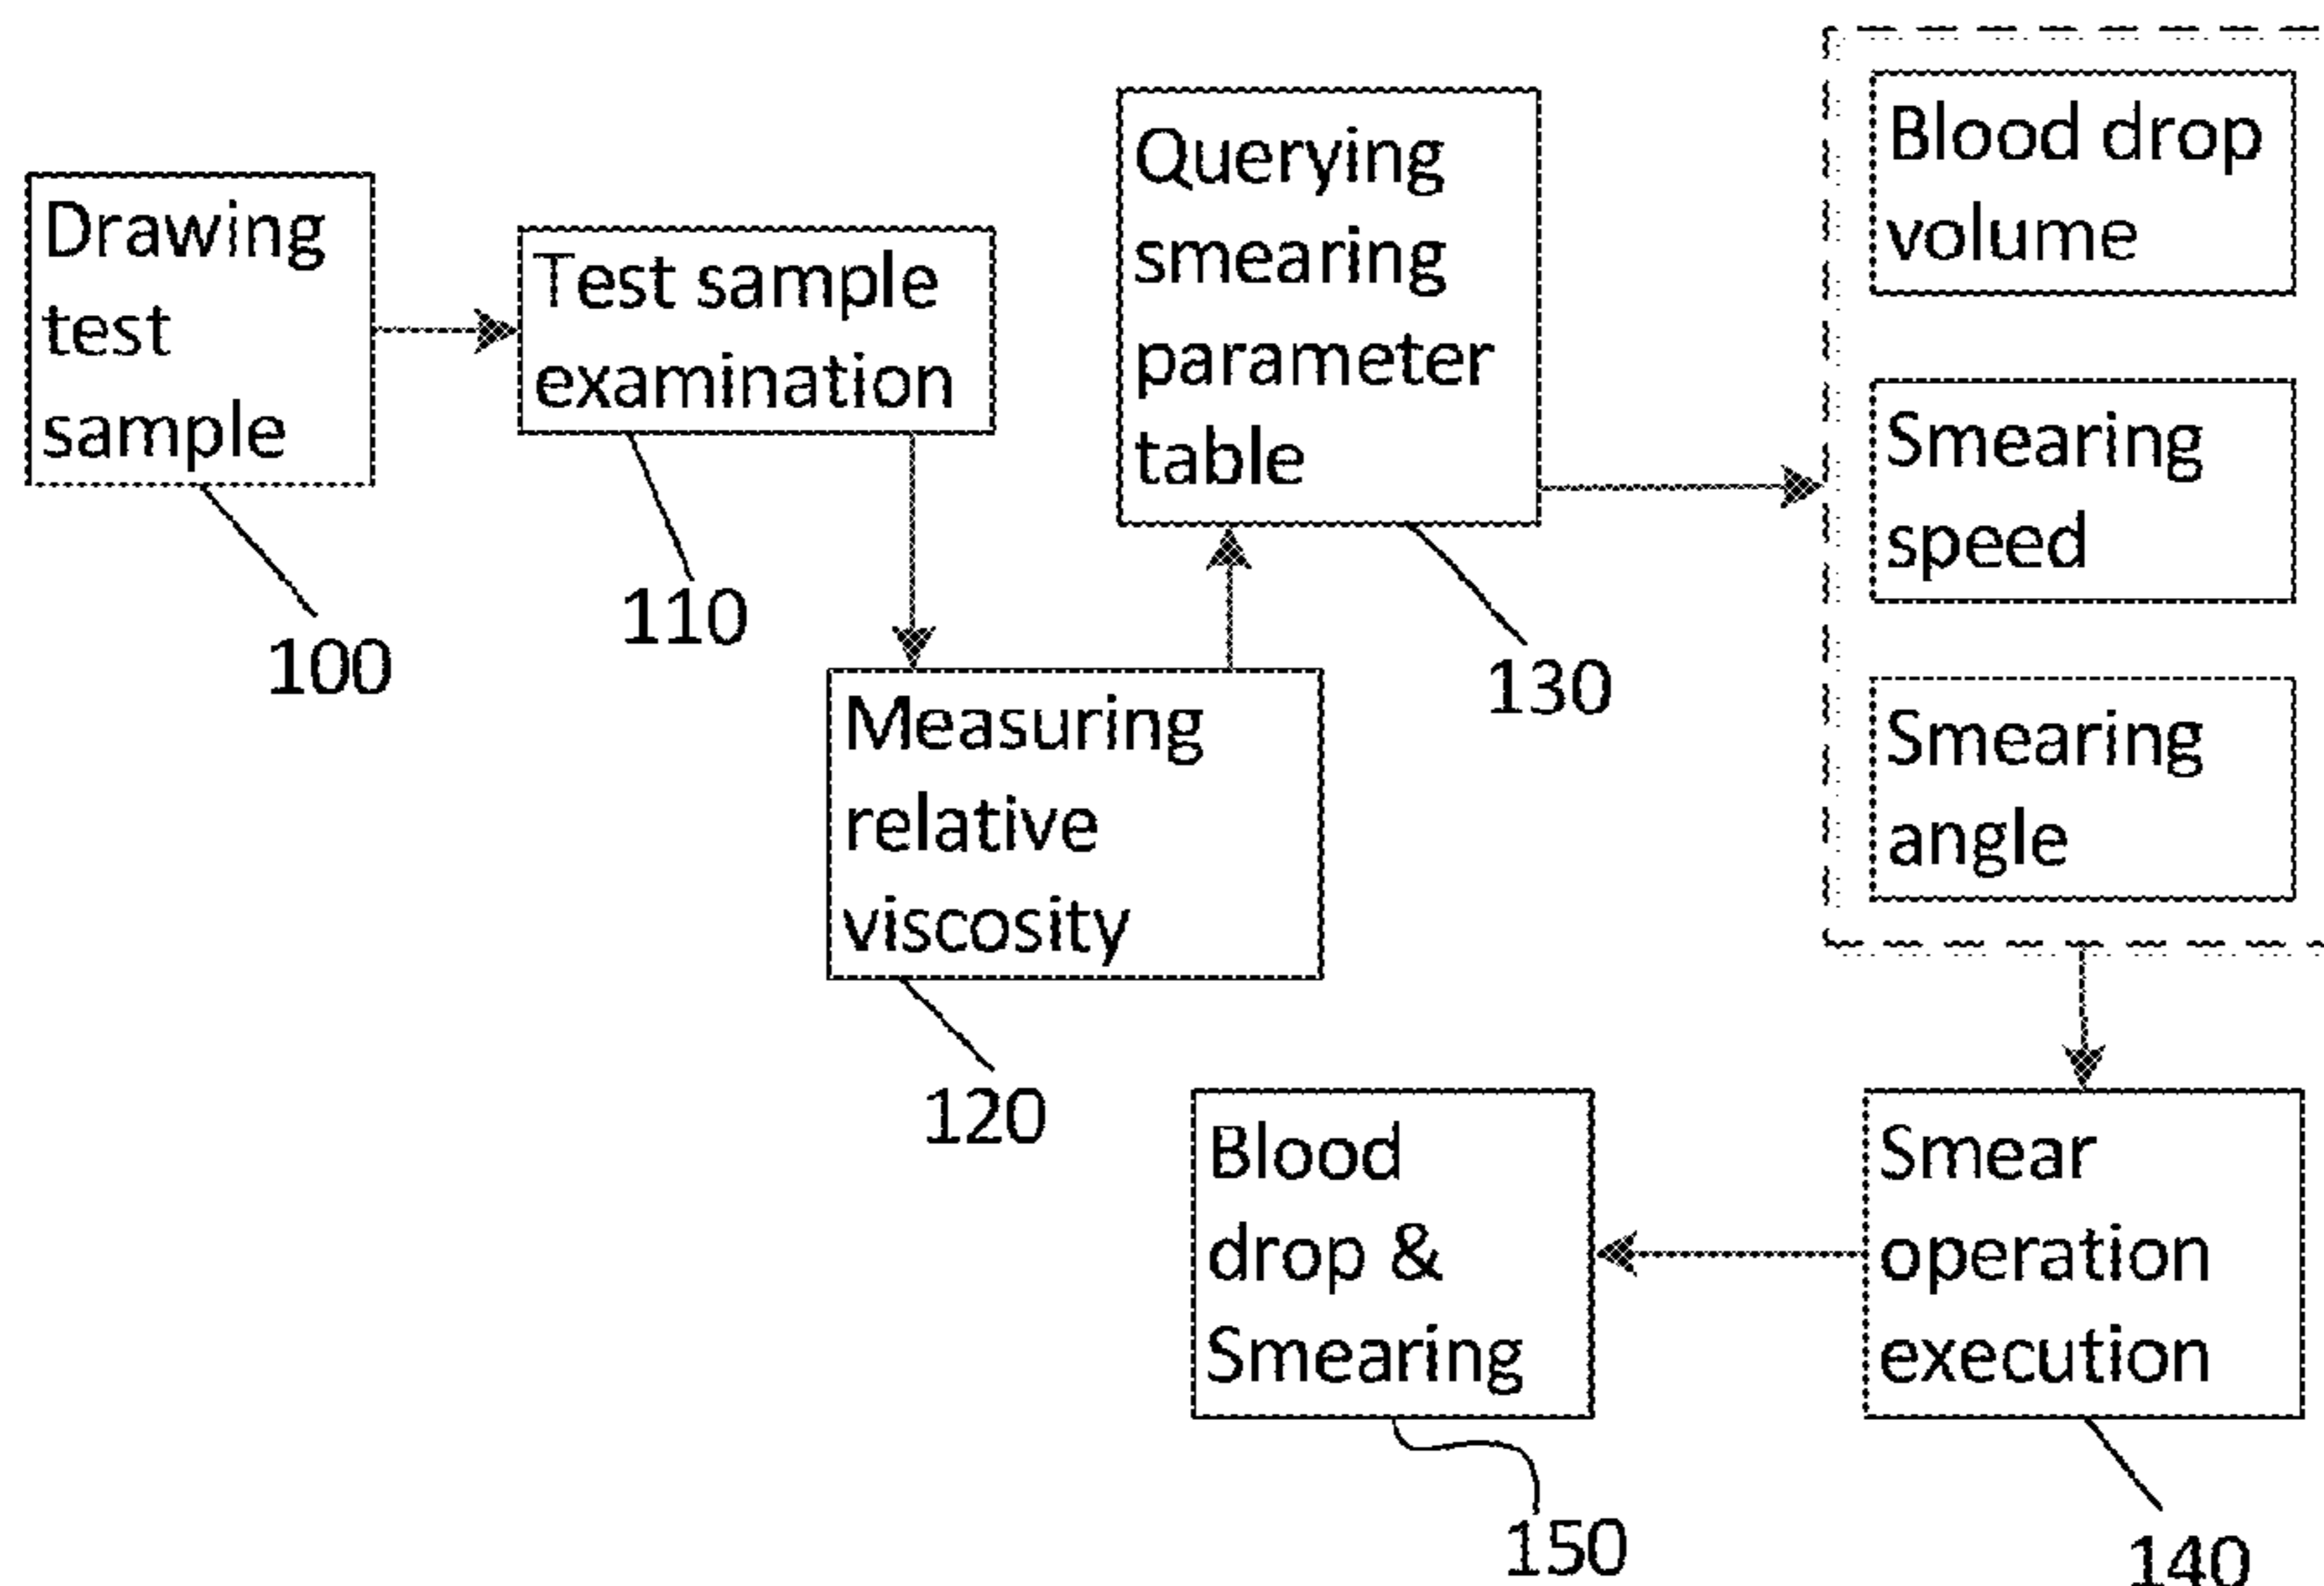 Drawing
test
sample
100
Test sample
examination
110
Measuring
relative
viscosity
120
Querying
smearing
parameter
table
130
Blood drop
volume
Smearing
speed
Smearing
angle
Smear
operation
execution
140
Blood
drop &
Smearing
150